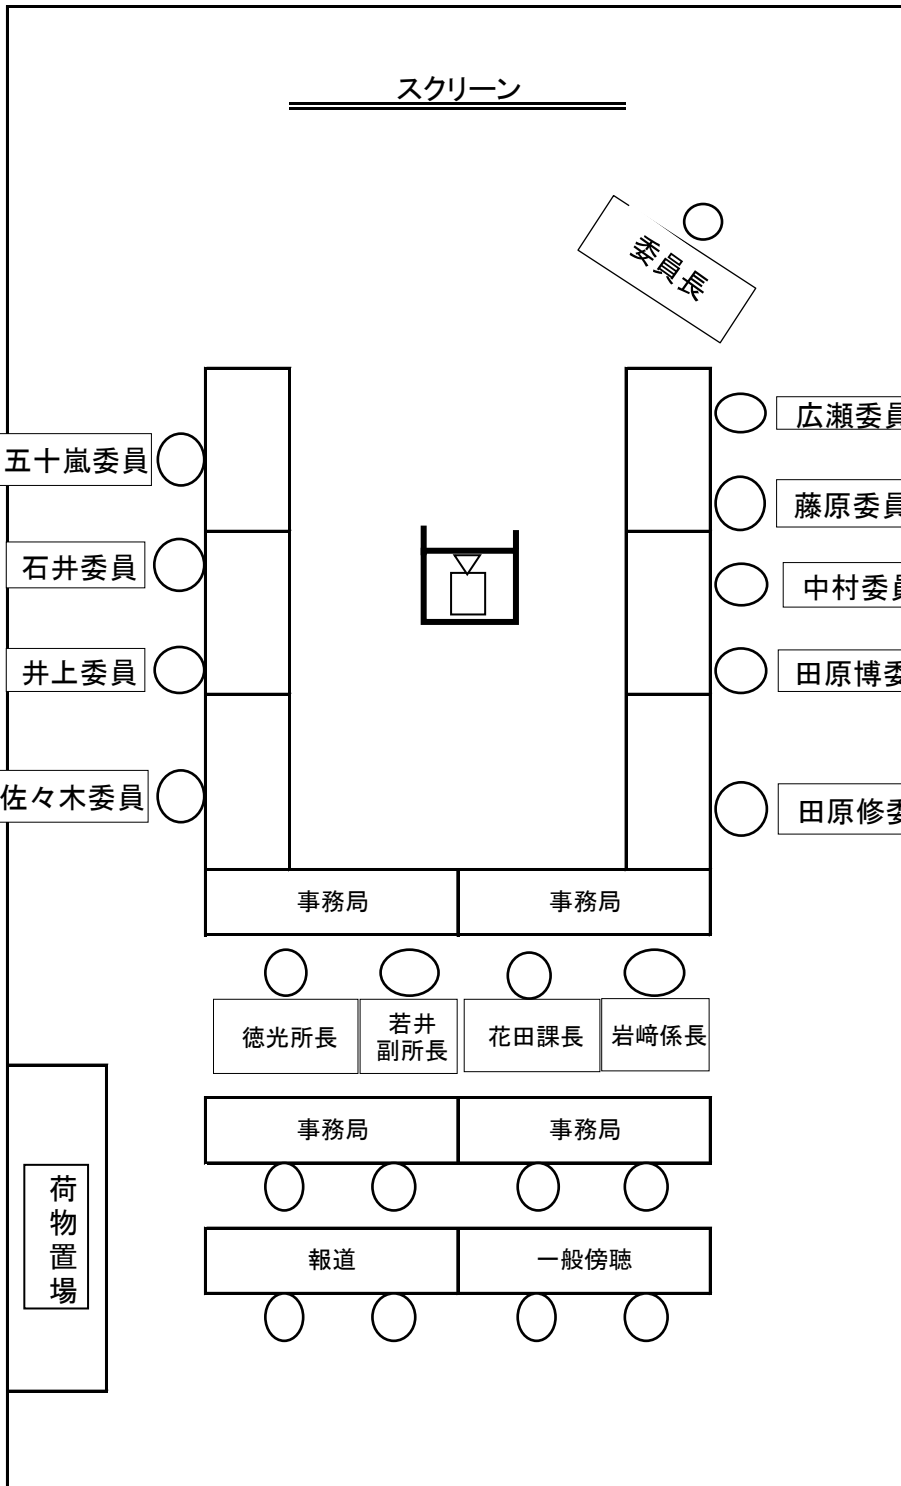 スクリーン
委員長
広瀬委員
五十嵐委員
藤原委員
石井委員
中村委員
井上委員
田原博委
佐々木委員
田原修委
事務局
事務局
徳光所長
若井
副所長
花田課長
岩﨑係長
事務局
事務局
荷物置場
報道
一般傍聴